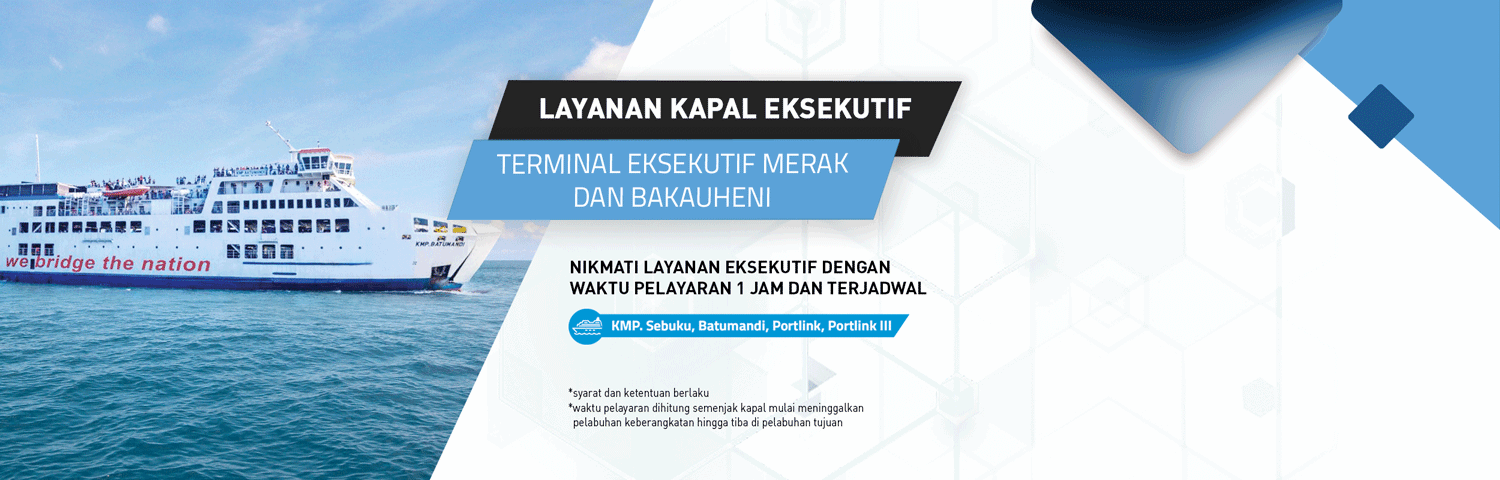 LAYANAN KAPAL EKSEKUTIF
TERMINAL EKSEKUTIF MERAK
DAN BAKAUHENI
KMP. BATUMANDI
we bridge the nation
NIKMATI LAYANAN EKSEKUTIF DENGAN
WAKTU PELAYARAN 1 JAM DAN TERJADWAL
KMP. Sebuku, Batumandi, Portlink, Portlink III
*syarat dan ketentuan berlaku
*waktu pelayaran dihitung semenjak kapal mulai meninggalkan
pelabuhan keberangkatan hingga tiba di pelabuhan tujuan